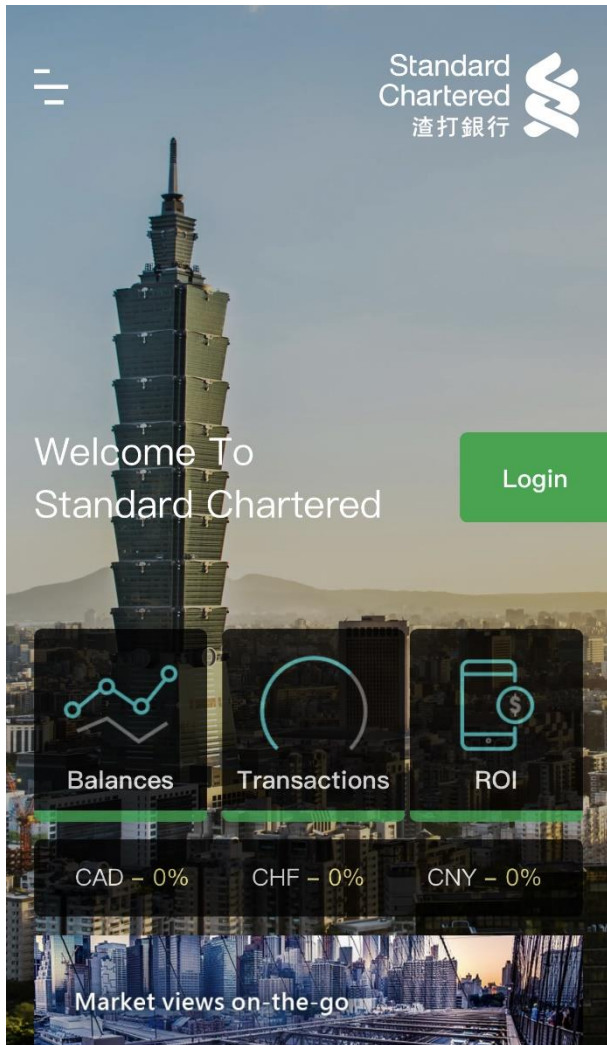 Standard
Chartered
渣打銀行
Welcome To
Standard Chartered
Login
Balances
Transactions
ROI
CAD – 0%
CHF – 0%
CNY – 0%
Market views on-the-go